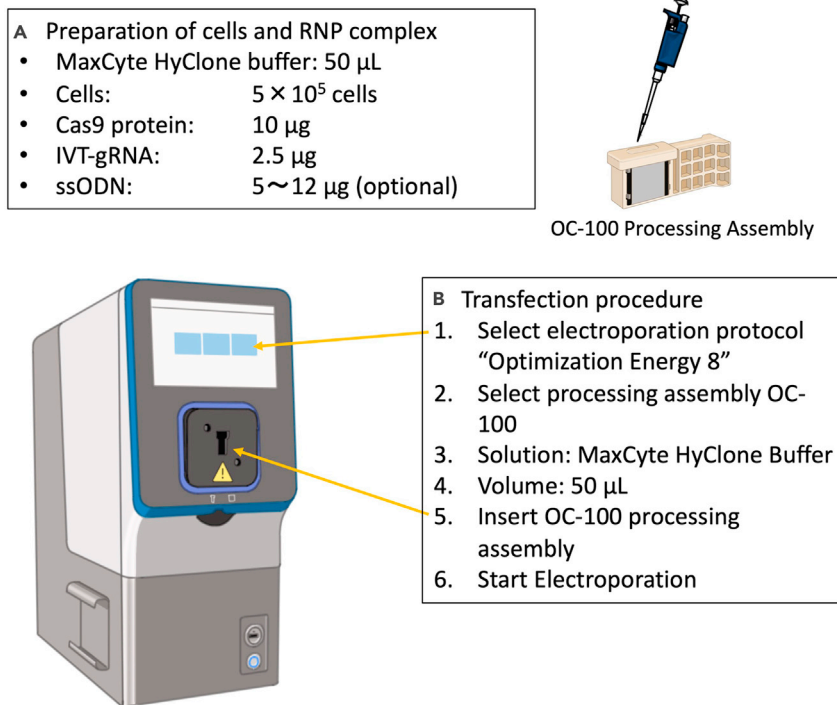 A Preparation of cells and RNP complex
• MaxCyte HyClone buffer: 50 µL
• Cells: 5 × 10⁵ cells
• Cas9 protein: 10 µg
• IVT-gRNA: 2.5 µg
• ssODN: 5～12 µg (optional)
OC-100 Processing Assembly
B Transfection procedure
1. Select electroporation protocol
“Optimization Energy 8”
2. Select processing assembly OC-
100
3. Solution: MaxCyte HyClone Buffer
4. Volume: 50 µL
5. Insert OC-100 processing
assembly
6. Start Electroporation